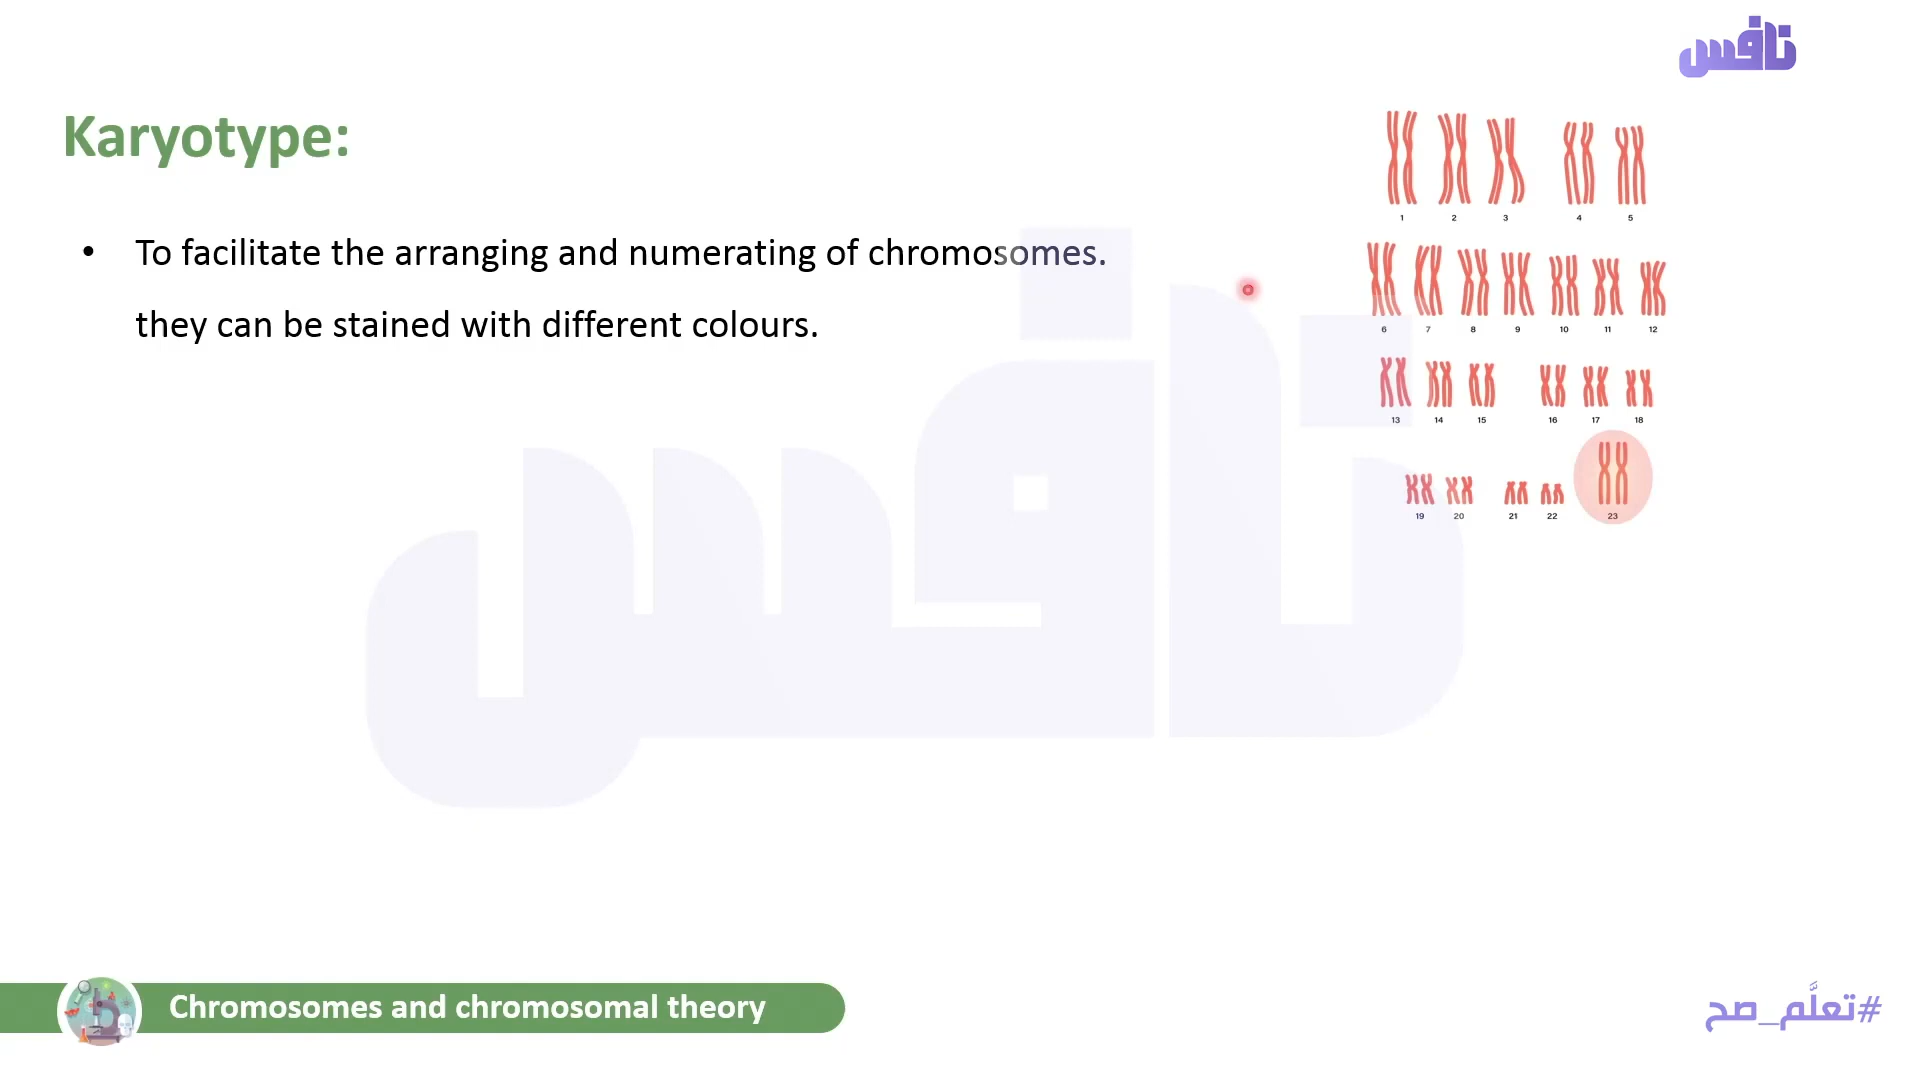 نافس
Karyotype:
• To facilitate the arranging and numerating of chromosomes.
they can be stained with different colours.
1 2 3 4 5
6 7 8 9 10 11 12
13 14 15 16 17 18
19 20 21 22 23
نافس
Chromosomes and chromosomal theory
#تعلَّم_صح